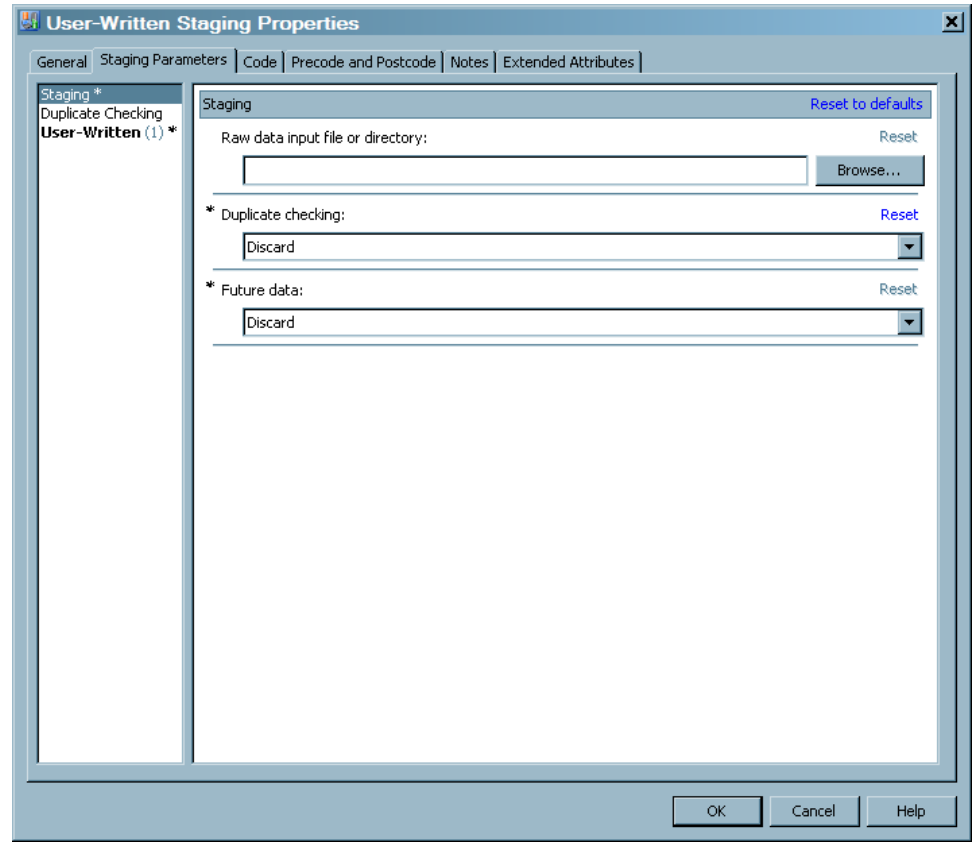 User-Written Staging Properties
General Staging Parameters Code Precode and Postcode Notes Extended Attributes
Staging *
Duplicate Checking
User-Written (1) *
Staging Reset to defaults
Raw data input file or directory: Reset
Browse...
* Duplicate checking: Reset
Discard
* Future data: Reset
Discard
OK Cancel Help